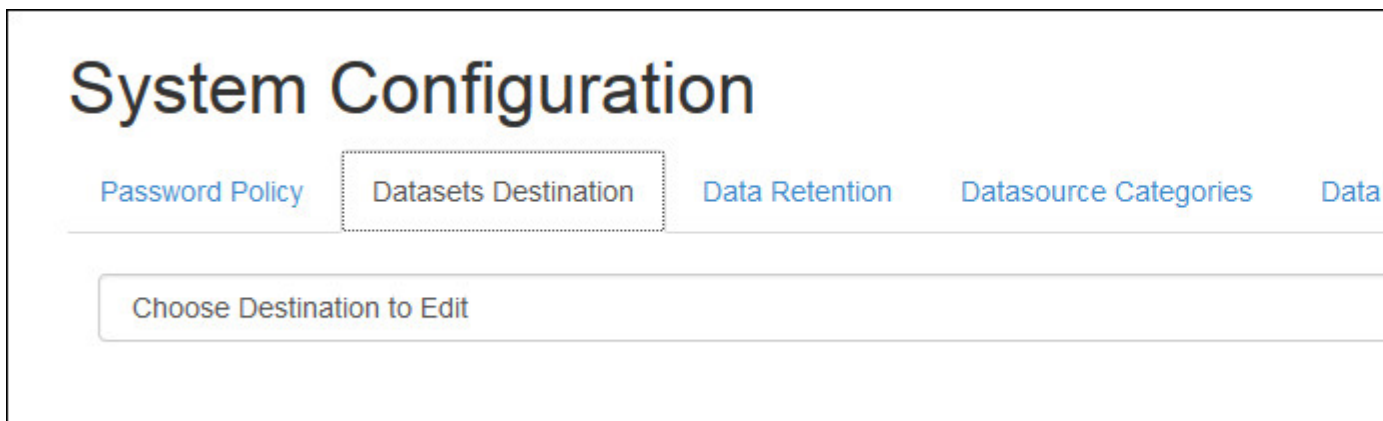 System Configuration
Password Policy Datasets Destination Data Retention Datasource Categories Data
Choose Destination to Edit